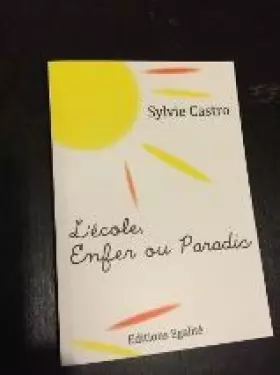 Sylvie Castro
L'école,
Enfer ou Paradis
Editions Egalité